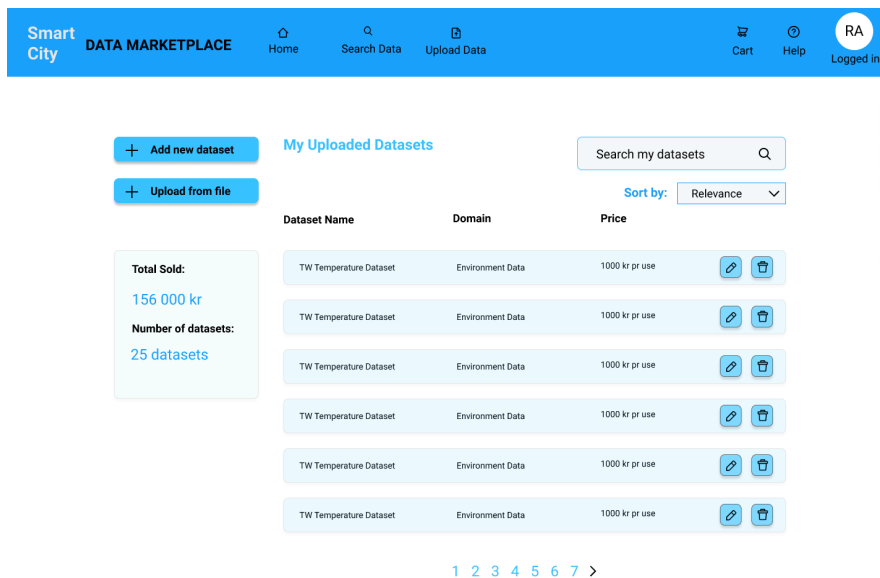 Smart City
DATA MARKETPLACE
Home
Search Data
Upload Data
Cart
Help
RA
Logged in
Add new dataset
Upload from file
My Uploaded Datasets
Search my datasets
Sort by: Relevance
Dataset Name Domain Price
Total Sold:
156 000 kr
Number of datasets:
25 datasets
TW Temperature Dataset Environment Data 1000 kr pr use
TW Temperature Dataset Environment Data 1000 kr pr use
TW Temperature Dataset Environment Data 1000 kr pr use
TW Temperature Dataset Environment Data 1000 kr pr use
TW Temperature Dataset Environment Data 1000 kr pr use
TW Temperature Dataset Environment Data 1000 kr pr use
1 2 3 4 5 6 7